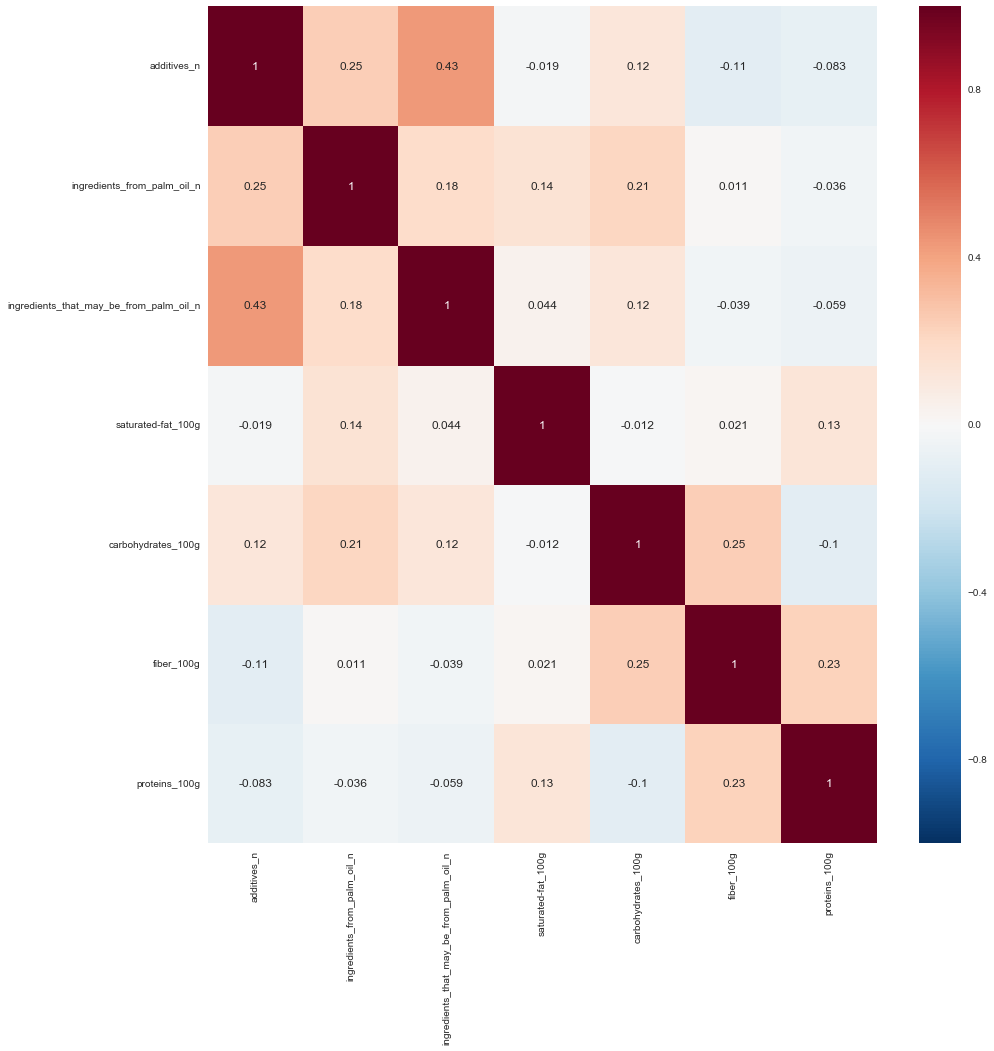 additives_n 1 0.25 0.43 -0.019 0.12 -0.11 -0.083
ingredients_from_palm_oil_n 0.25 1 0.18 0.14 0.21 0.011 -0.036
ingredients_that_may_be_from_palm_oil_n 0.43 0.18 1 0.044 0.12 -0.039 -0.059
saturated-fat_100g -0.019 0.14 0.044 1 -0.012 0.021 0.13
carbohydrates_100g 0.12 0.21 0.12 -0.012 1 0.25 -0.1
fiber_100g -0.11 0.011 -0.039 0.021 0.25 1 0.23
proteins_100g -0.083 -0.036 -0.059 0.13 -0.1 0.23 1
additives_n
ingredients_from_palm_oil_n
ingredients_that_may_be_from_palm_oil_n
saturated-fat_100g
carbohydrates_100g
fiber_100g
proteins_100g
0.8
0.4
0.0
−0.4
−0.8